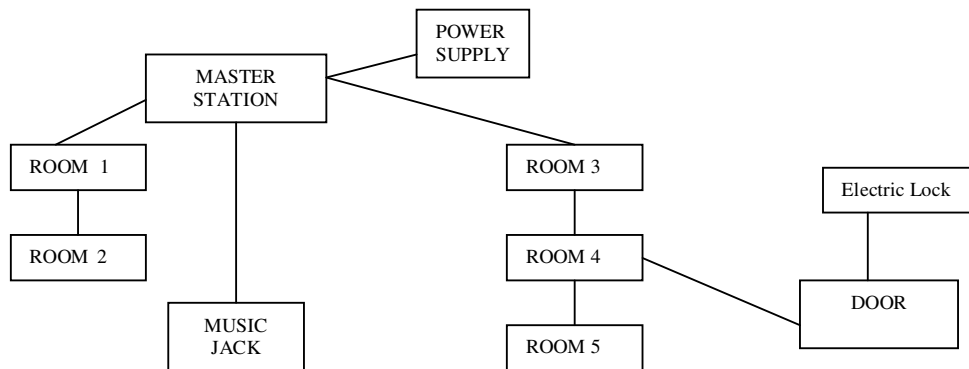 POWER
SUPPLY
MASTER
STATION
ROOM 1
ROOM 3
Electric Lock
ROOM 2
ROOM 4
DOOR
MUSIC
JACK
ROOM 5